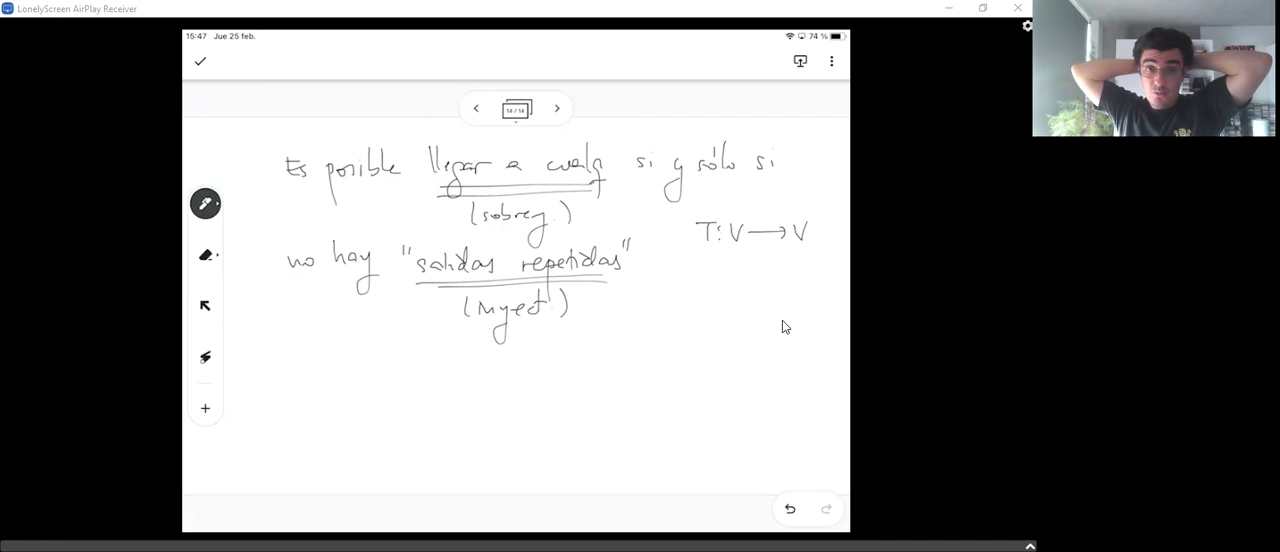 LonelyScreen AirPlay Receiver
15:47 Jue 25 feb.
74 %
14 / 14
Es posible llegar a cualq si y sólo si
(sobrey.)
T: V → V
no hay "salidas repetidas"
(inyect.)